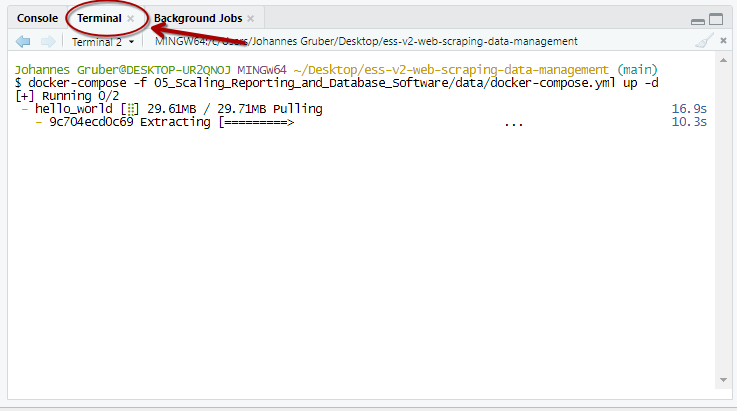 Console Terminal Background Jobs
Terminal 2 MINGW64:/c/Users/Johannes Gruber/Desktop/ess-v2-web-scraping-data-management
Johannes Gruber@DESKTOP-UR2QNOJ MINGW64 ~/Desktop/ess-v2-web-scraping-data-management (main)
$ docker-compose -f 05_Scaling_Reporting_and_Database_Software/data/docker-compose.yml up -d
[+] Running 0/2
- hello_world [⣿] 29.61MB / 29.71MB Pulling 16.9s
- 9c704ecd0c69 Extracting [=========> ... 10.3s